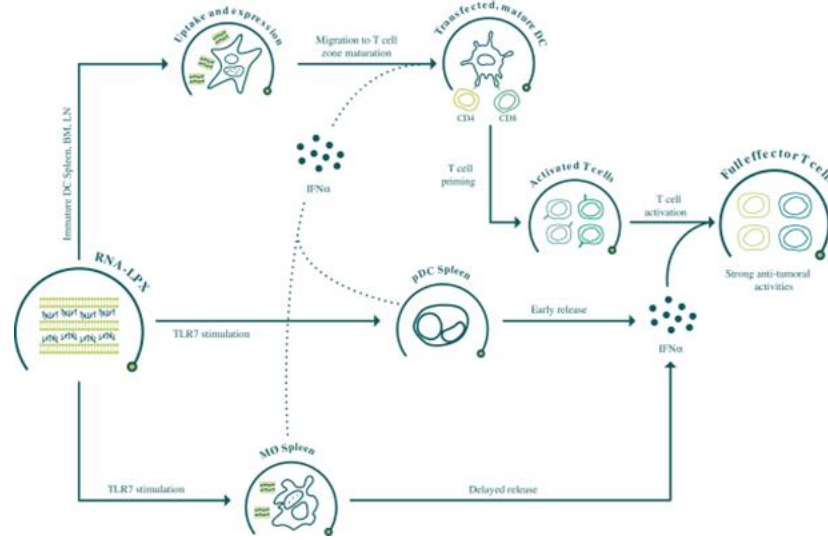 Uptake and expression
Migration to T cell
zone maturation
Transfected, mature DC
CD4
CD8
Immature DC Spleen, BM, LN
IFNα
T cell
priming
Activated T cells
T cell
activation
Full effector T cells
Strong anti-tumoral
activities
RNA-LPX
TLR7 stimulation
pDC Spleen
Early release
IFNα
MØ Spleen
TLR7 stimulation
Delayed release